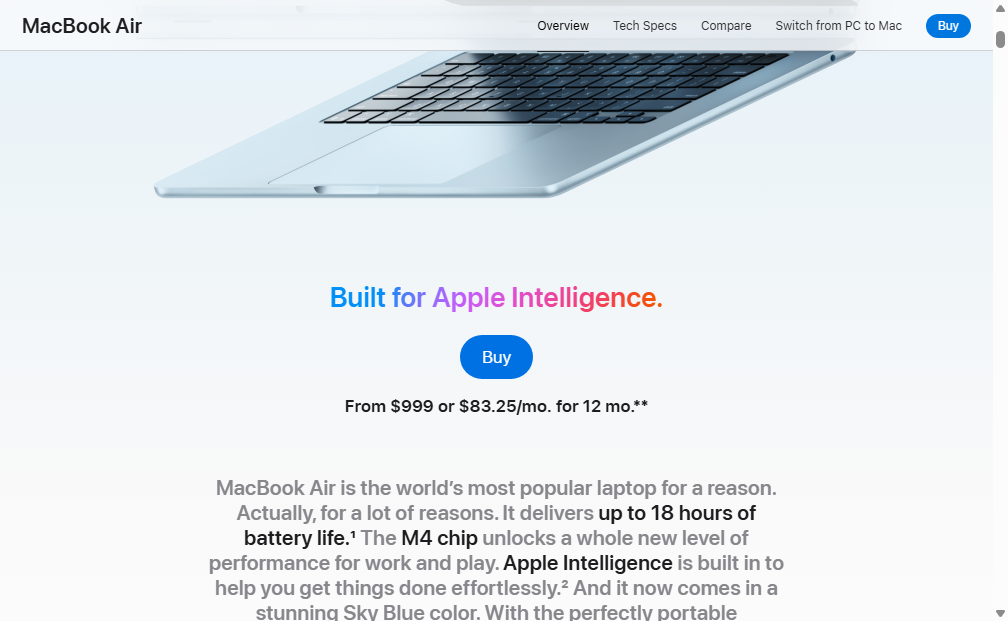 MacBook Air
Overview
Tech Specs
Compare
Switch from PC to Mac
Buy
Built for Apple Intelligence.
Buy
From $999 or $83.25/mo. for 12 mo.**
MacBook Air is the world’s most popular laptop for a reason.
Actually, for a lot of reasons. It delivers up to 18 hours of
battery life.¹ The M4 chip unlocks a whole new level of
performance for work and play. Apple Intelligence is built in to
help you get things done effortlessly.² And it now comes in a
stunning Sky Blue color. With the perfectly portable